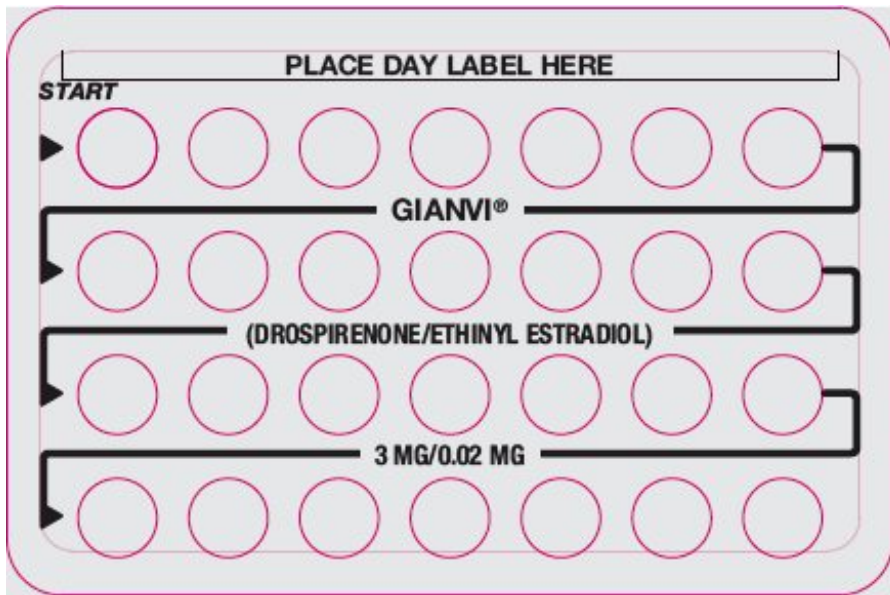 PLACE DAY LABEL HERE
START
GIANVI®
(DROSPIRENONE/ETHINYL ESTRADIOL)
3 MG/0.02 MG